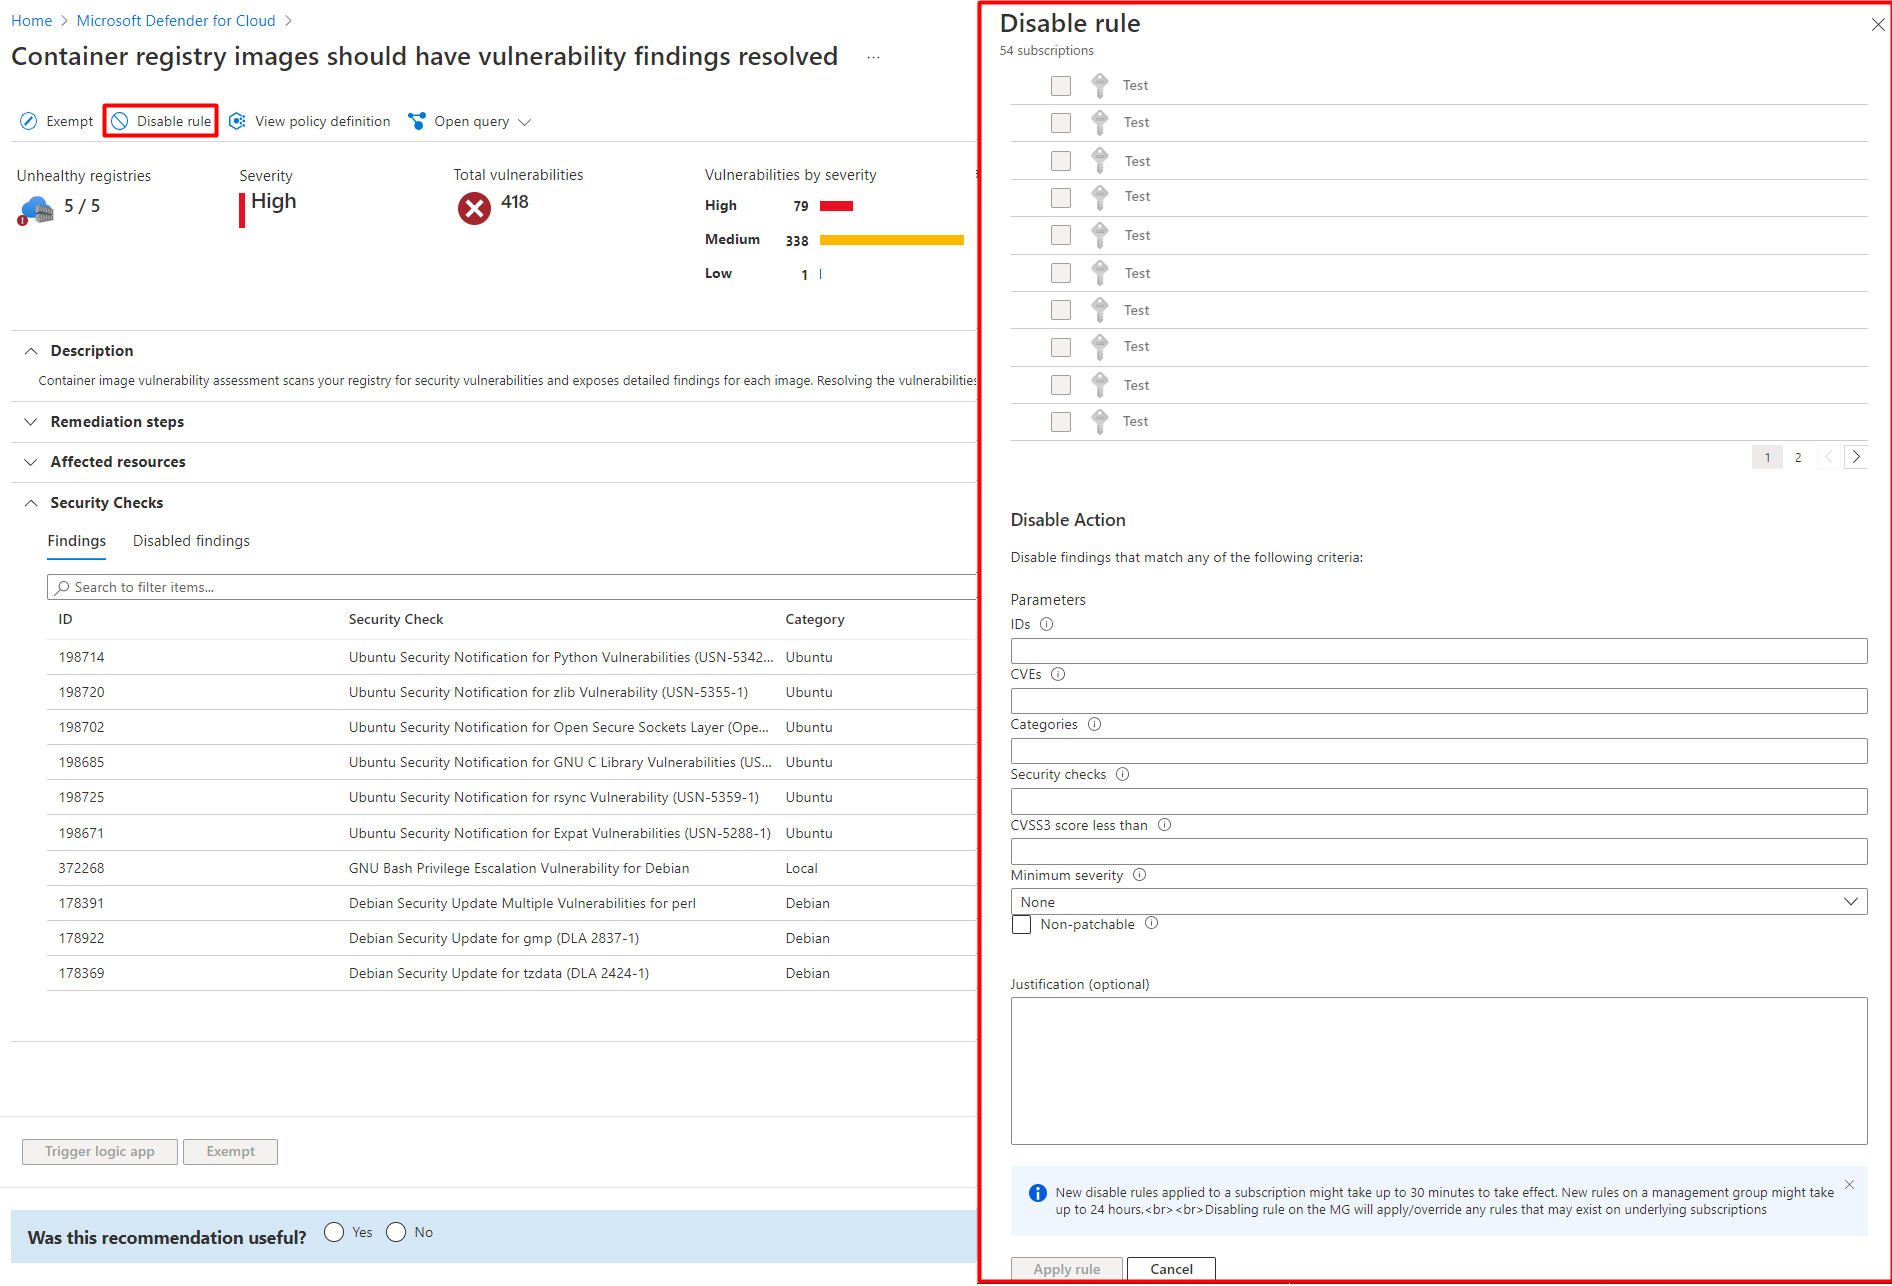 Home > Microsoft Defender for Cloud >
Container registry images should have vulnerability findings resolved ...
Exempt Disable rule View policy definition Open query
Unhealthy registries
5 / 5
Severity
High
Total vulnerabilities
418
Vulnerabilities by severity
High 79
Medium 338
Low 1
Description
Container image vulnerability assessment scans your registry for security vulnerabilities and exposes detailed findings for each image. Resolving the vulnerabilities
Remediation steps
Affected resources
Security Checks
Findings Disabled findings
Search to filter items...
ID Security Check Category
198714 Ubuntu Security Notification for Python Vulnerabilities (USN-5342... Ubuntu
198720 Ubuntu Security Notification for zlib Vulnerability (USN-5355-1) Ubuntu
198702 Ubuntu Security Notification for Open Secure Sockets Layer (Ope... Ubuntu
198685 Ubuntu Security Notification for GNU C Library Vulnerabilities (US... Ubuntu
198725 Ubuntu Security Notification for rsync Vulnerability (USN-5359-1) Ubuntu
198671 Ubuntu Security Notification for Expat Vulnerabilities (USN-5288-1) Ubuntu
372268 GNU Bash Privilege Escalation Vulnerability for Debian Local
178391 Debian Security Update Multiple Vulnerabilities for perl Debian
178922 Debian Security Update for gmp (DLA 2837-1) Debian
178369 Debian Security Update for tzdata (DLA 2424-1) Debian
Trigger logic app Exempt
Was this recommendation useful? Yes No
Disable rule
54 subscriptions
Test
Test
Test
Test
Test
Test
Test
Test
Test
Test
1 2 < >
Disable Action
Disable findings that match any of the following criteria:
Parameters
IDs
CVEs
Categories
Security checks
CVSS3 score less than
Minimum severity
None
Non-patchable
Justification (optional)
New disable rules applied to a subscription might take up to 30 minutes to take effect. New rules on a management group might take
up to 24 hours.<br><br>Disabling rule on the MG will apply/override any rules that may exist on underlying subscriptions
Apply rule Cancel